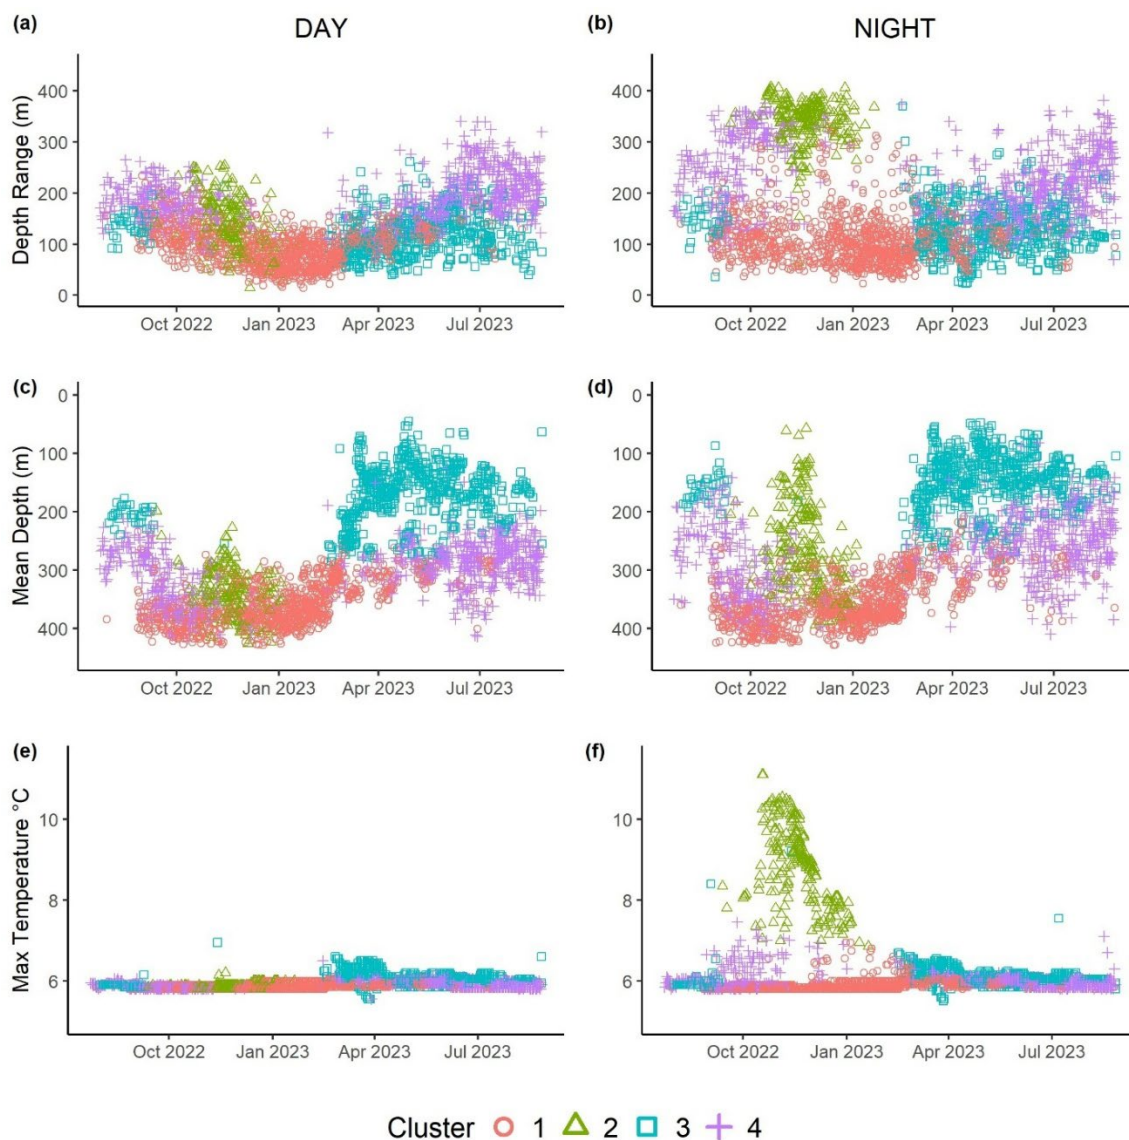 (a) DAY (b) NIGHT
Depth Range (m)
400
300
200
100
0
Oct 2022 Jan 2023 Apr 2023 Jul 2023
400
300
200
100
0
Oct 2022 Jan 2023 Apr 2023 Jul 2023
(c) (d)
Mean Depth (m)
0
100
200
300
400
Oct 2022 Jan 2023 Apr 2023 Jul 2023
0
100
200
300
400
Oct 2022 Jan 2023 Apr 2023 Jul 2023
(e) (f)
Max Temperature °C
10
8
6
Oct 2022 Jan 2023 Apr 2023 Jul 2023
10
8
6
Oct 2022 Jan 2023 Apr 2023 Jul 2023
Cluster 1 2 3 4